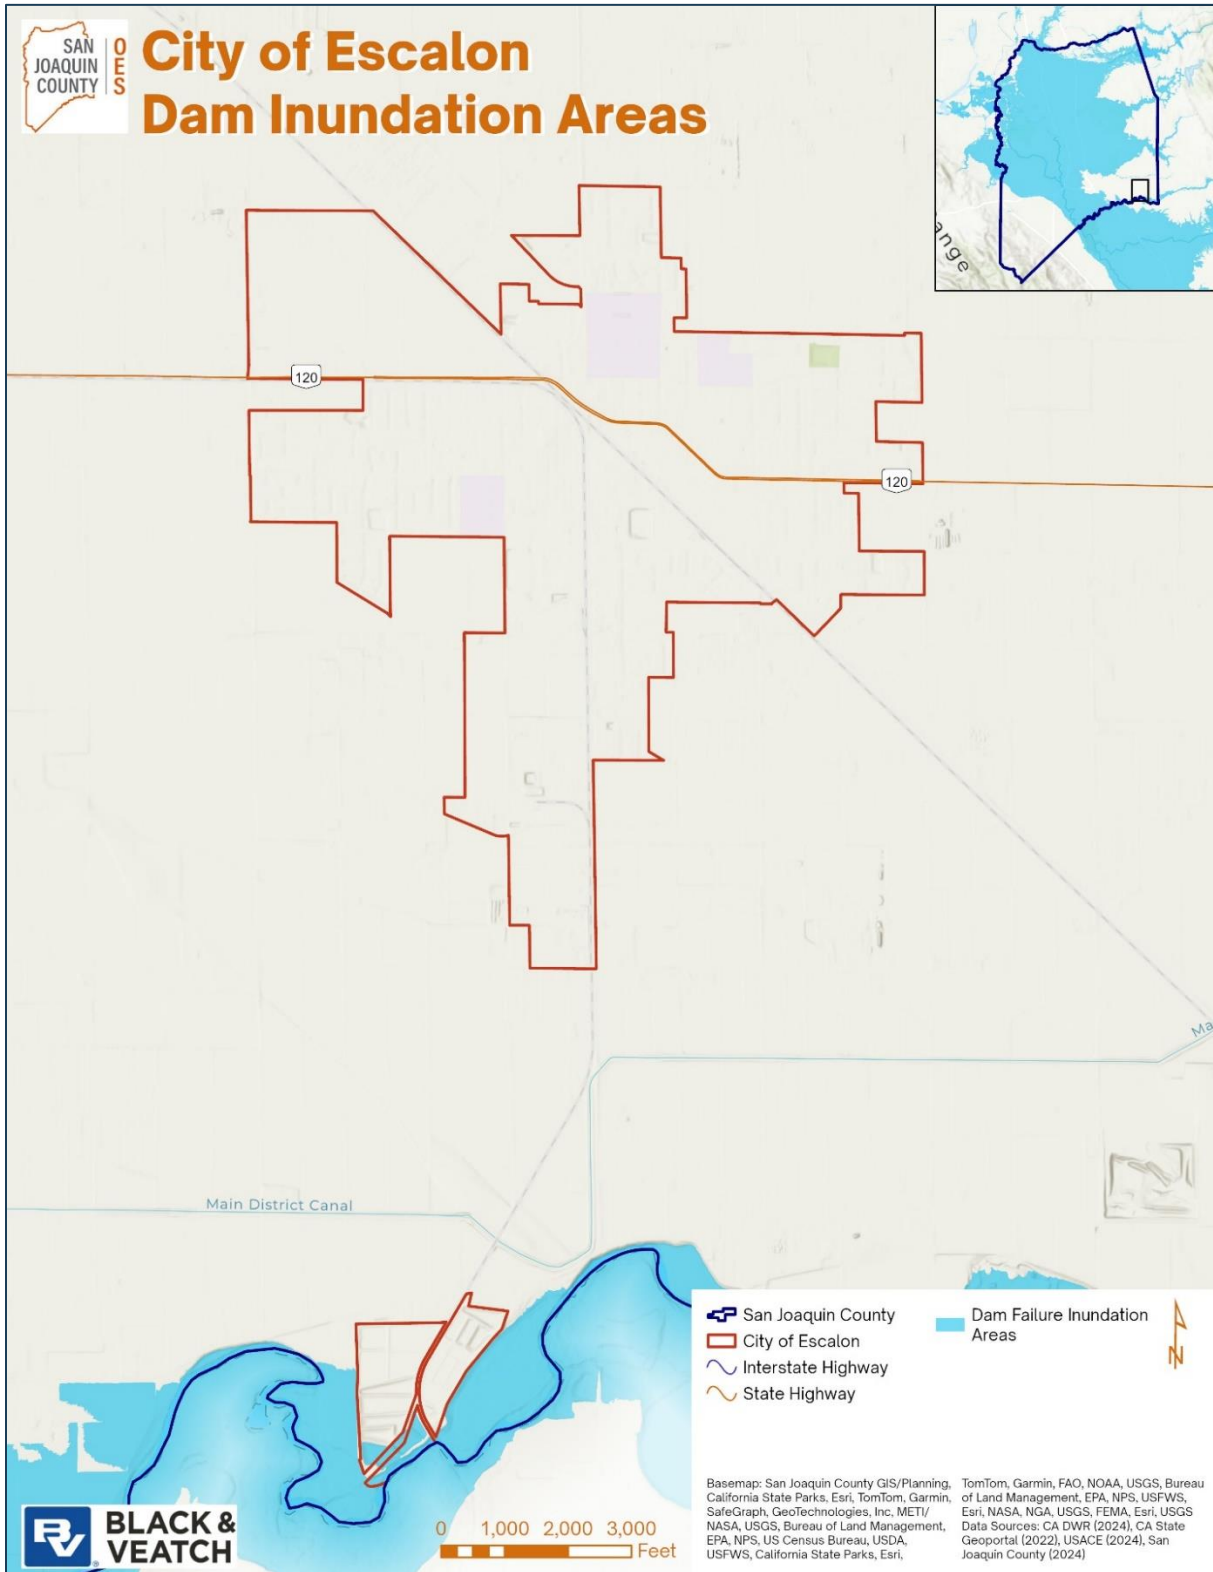 SAN
JOAQUIN
COUNTY
OES
City of Escalon
Dam Inundation Areas
ange
120
120
Ma
Main District Canal
San Joaquin County
City of Escalon
Interstate Highway
State Highway
Dam Failure Inundation
Areas
N
Basemap: San Joaquin County GIS/Planning,
California State Parks, Esri, TomTom, Garmin,
SafeGraph, GeoTechnologies, Inc, METI/
NASA, USGS, Bureau of Land Management,
EPA, NPS, US Census Bureau, USDA,
USFWS, California State Parks, Esri,
TomTom, Garmin, FAO, NOAA, USGS, Bureau
of Land Management, EPA, NPS, USFWS,
Esri, NASA, NGA, USGS, FEMA, Esri, USGS
Data Sources: CA DWR (2024), CA State
Geoportal (2022), USACE (2024), San
Joaquin County (2024)
BV
BLACK &
VEATCH
0 1,000 2,000 3,000
Feet